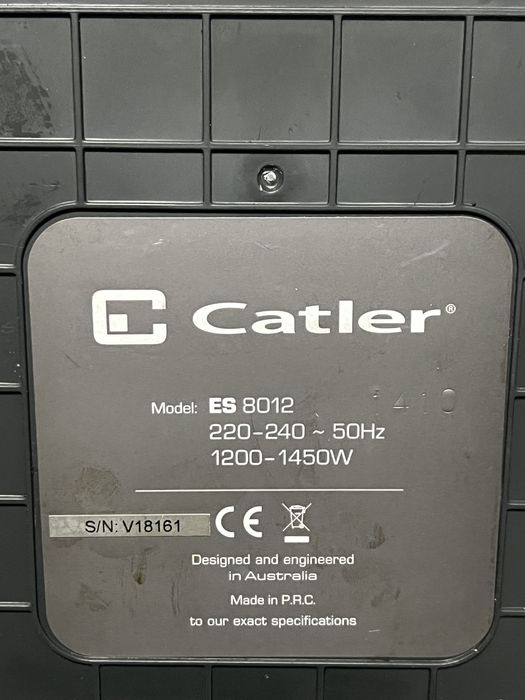 Catler®
Model: ES 8012
1410
220-240 ~ 50Hz
1200-1450W
S/N: V18161
CE
Designed and engineered
in Australia
Made in P.R.C.
to our exact specifications